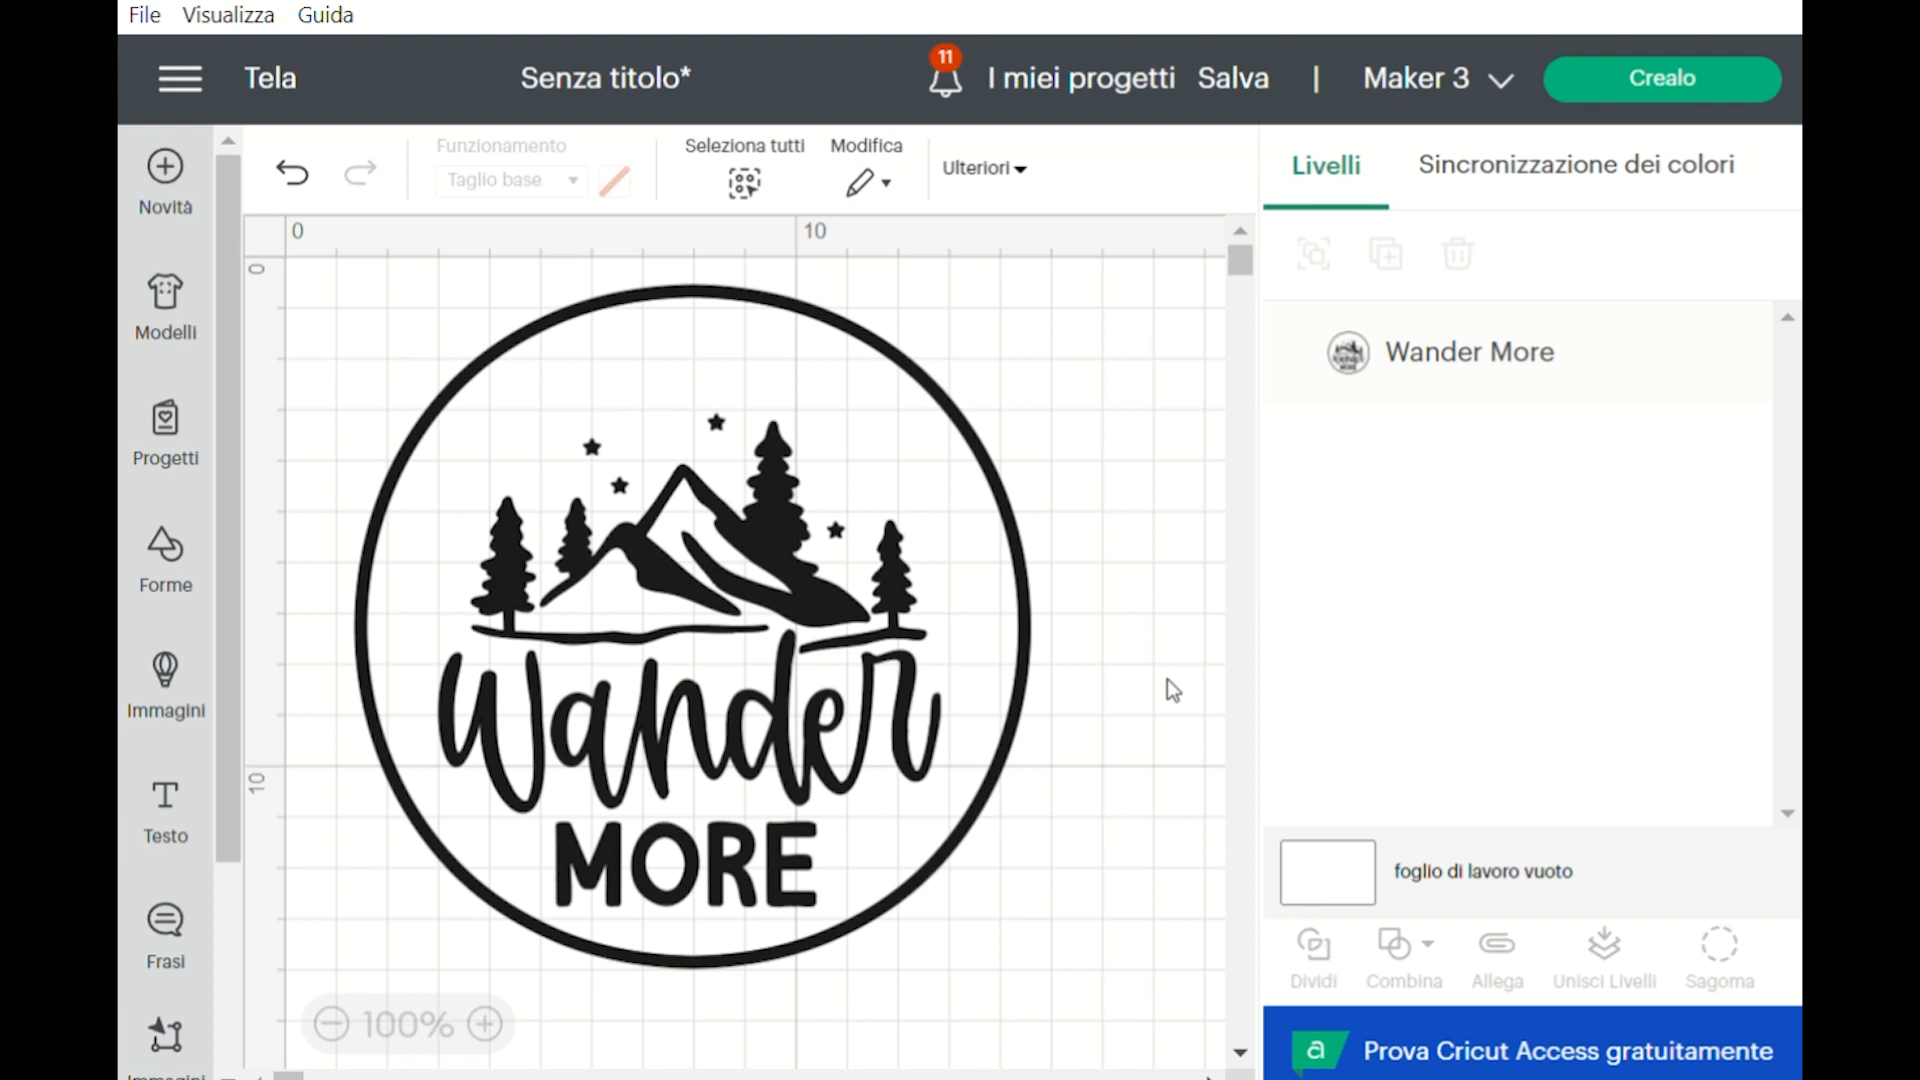 File Visualizza Guida
Tela Senza titolo* 11 I miei progetti Salva | Maker 3 Crealo
Novità
Modelli
Progetti
Forme
Immagini
Testo
Frasi
Funzionamento
Taglio base
Seleziona tutti
Modifica
Ulteriori
0 10
0
10
Wander
MORE
100%
Livelli Sincronizzazione dei colori
Wander More
foglio di lavoro vuoto
Dividi Combina Allega Unisci Livelli Sagoma
a Prova Cricut Access gratuitamente